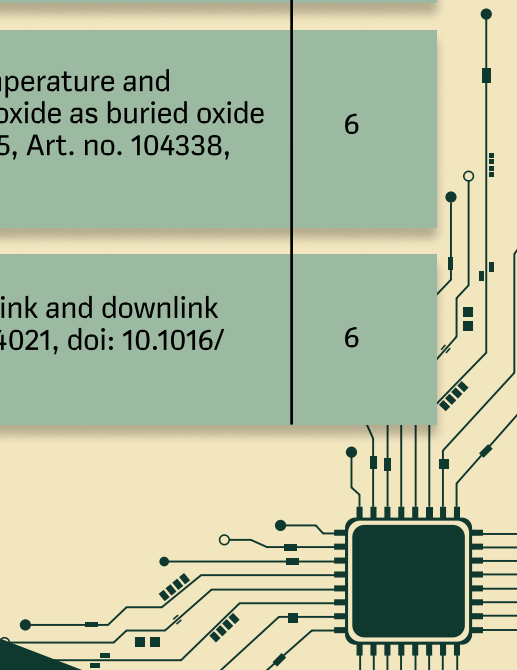 perature and
oxide as buried oxide
5, Art. no. 104338,
6
ink and downlink
4021, doi: 10.1016/
6